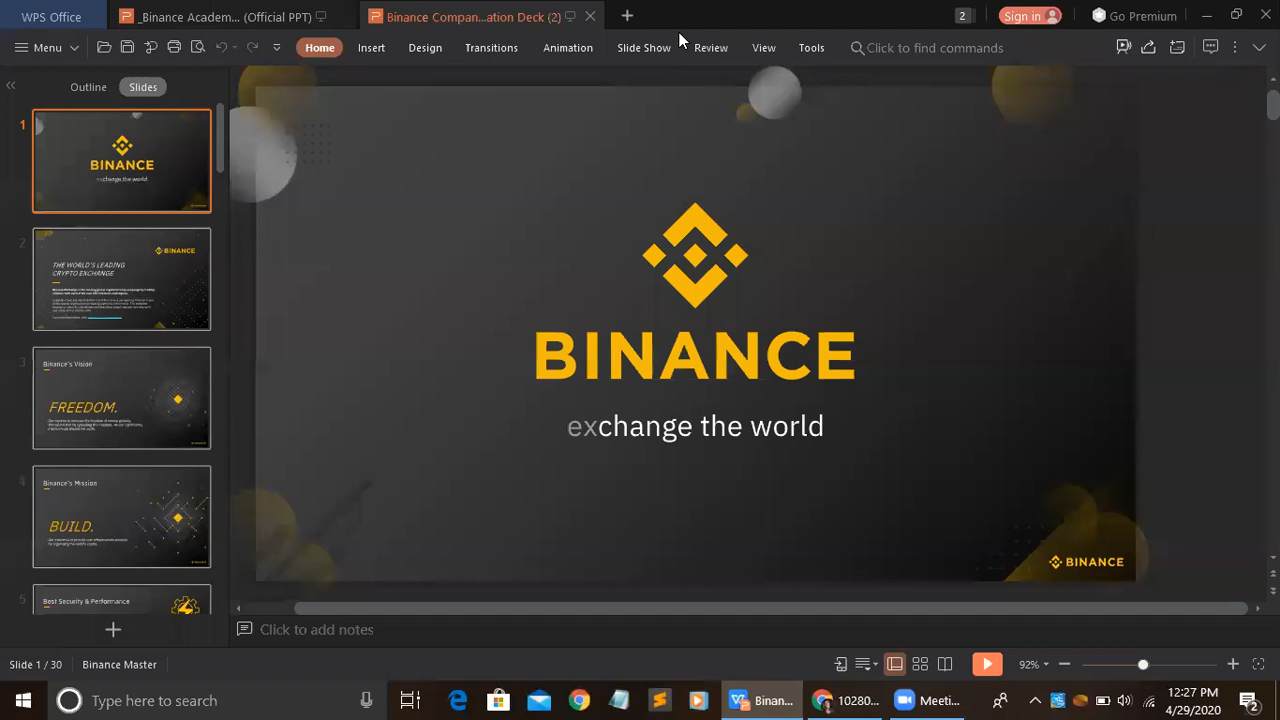 WPS Office
_Binance Academ... (Official PPT)
Binance Compan...ation Deck (2)
2
Sign in
Go Premium
Menu
Home
Insert
Design
Transitions
Animation
Slide Show
Review
View
Tools
Click to find commands
Outline
Slides
1
BINANCE
exchange the world
2
BINANCE
THE WORLD'S LEADING
CRYPTO EXCHANGE
3
Binance's Vision
FREEDOM.
4
Binance's Mission
BUILD.
5
Best Security & Performance
BINANCE
exchange the world
BINANCE
Click to add notes
Slide 1 / 30
Binance Master
92%
Type here to search
Binan...
10280...
Meeti...
12:27 PM
4/29/2020
2